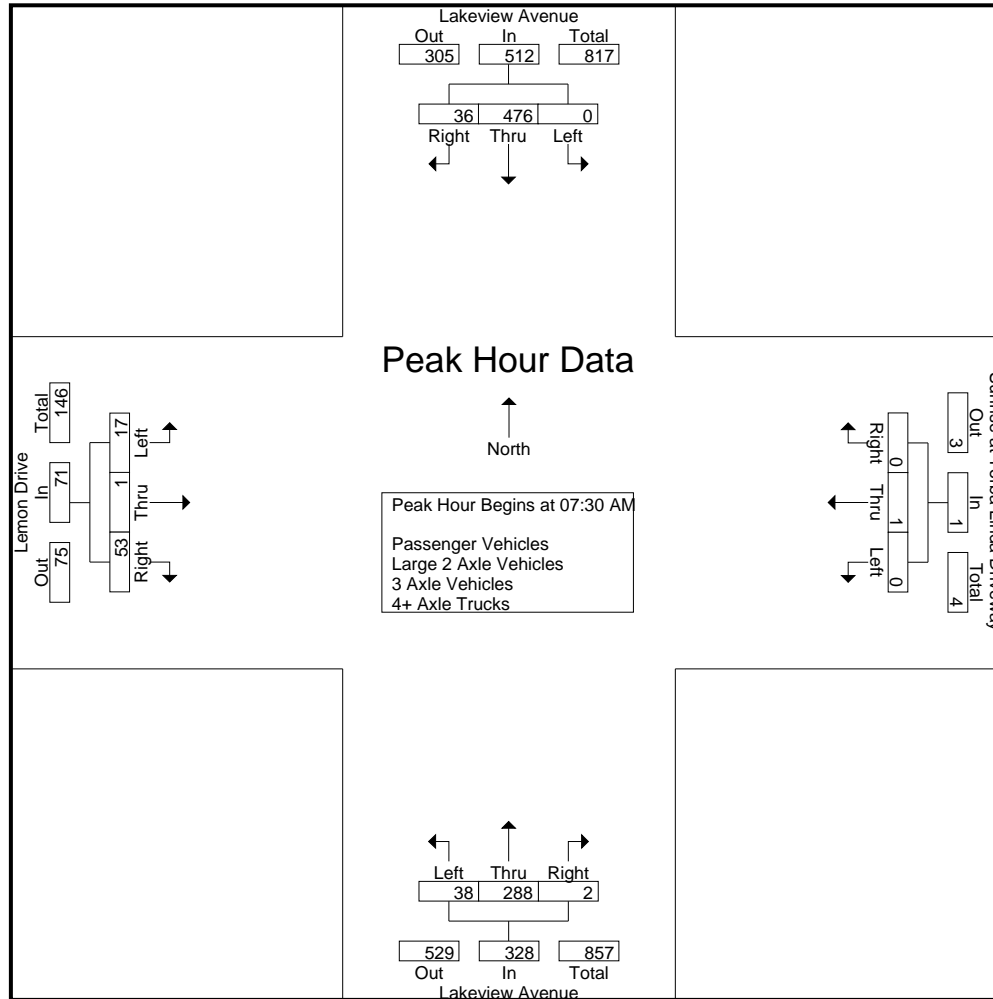 Lakeview Avenue
Out In Total
305 512 817
36 476 0
Right Thru Left
Peak Hour Data
North
Peak Hour Begins at 07:30 AM
Passenger Vehicles
Large 2 Axle Vehicles
3 Axle Vehicles
4+ Axle Trucks
Lemon Drive
Out In Total
75 71 146
53 1 17
Right Thru Left
Out In Total
3 1 4
0 1 0
Right Thru Left
Left Thru Right
38 288 2
529 328 857
Out In Total
Lakeview Avenue